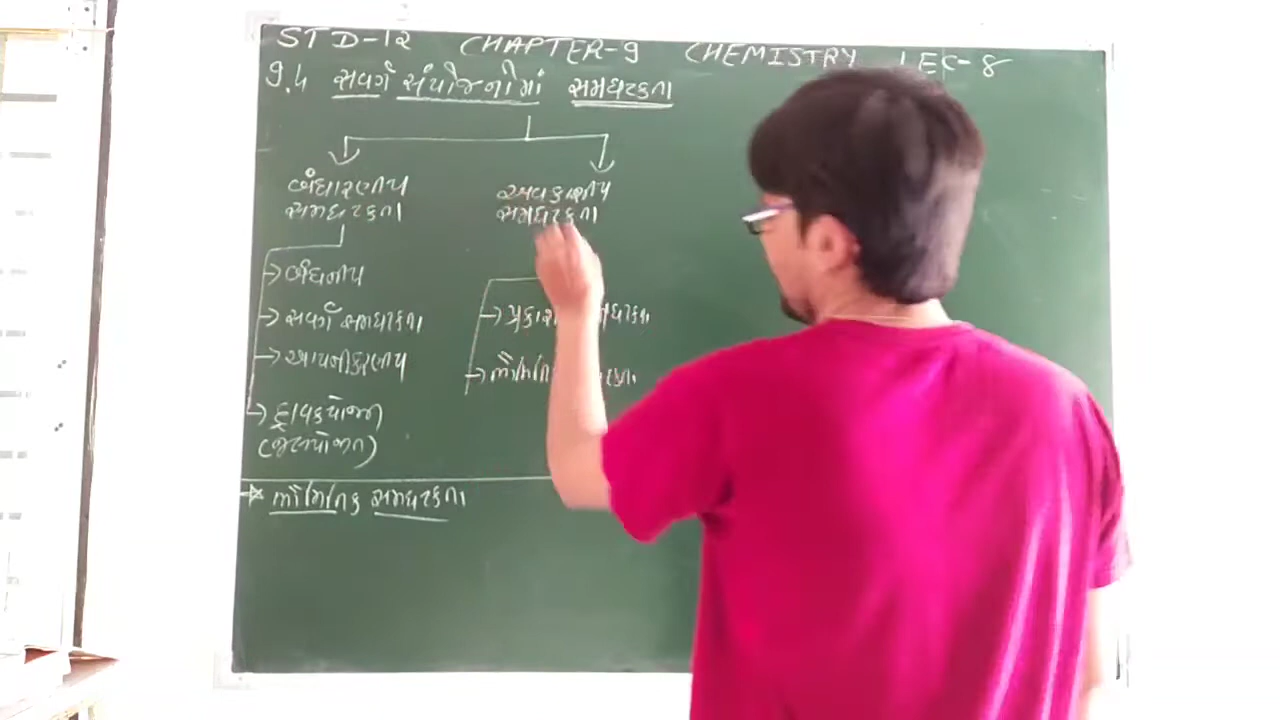 STD-12 CHAPTER-9 CHEMISTRY LEC-8
9.4 સવર્ગ સંયોજનોમાં સમઘટકતા
બંધારણીય
સમઘટકતા
અવકાશીય
સમઘટકતા
→ બંધનીય
→ સવર્ગ સમઘટકતા
→ આયનીકરણીય
→ દ્રાવકયોજન
(જલયોજન)
→
→ ભૌમિતિક સમઘટકતા